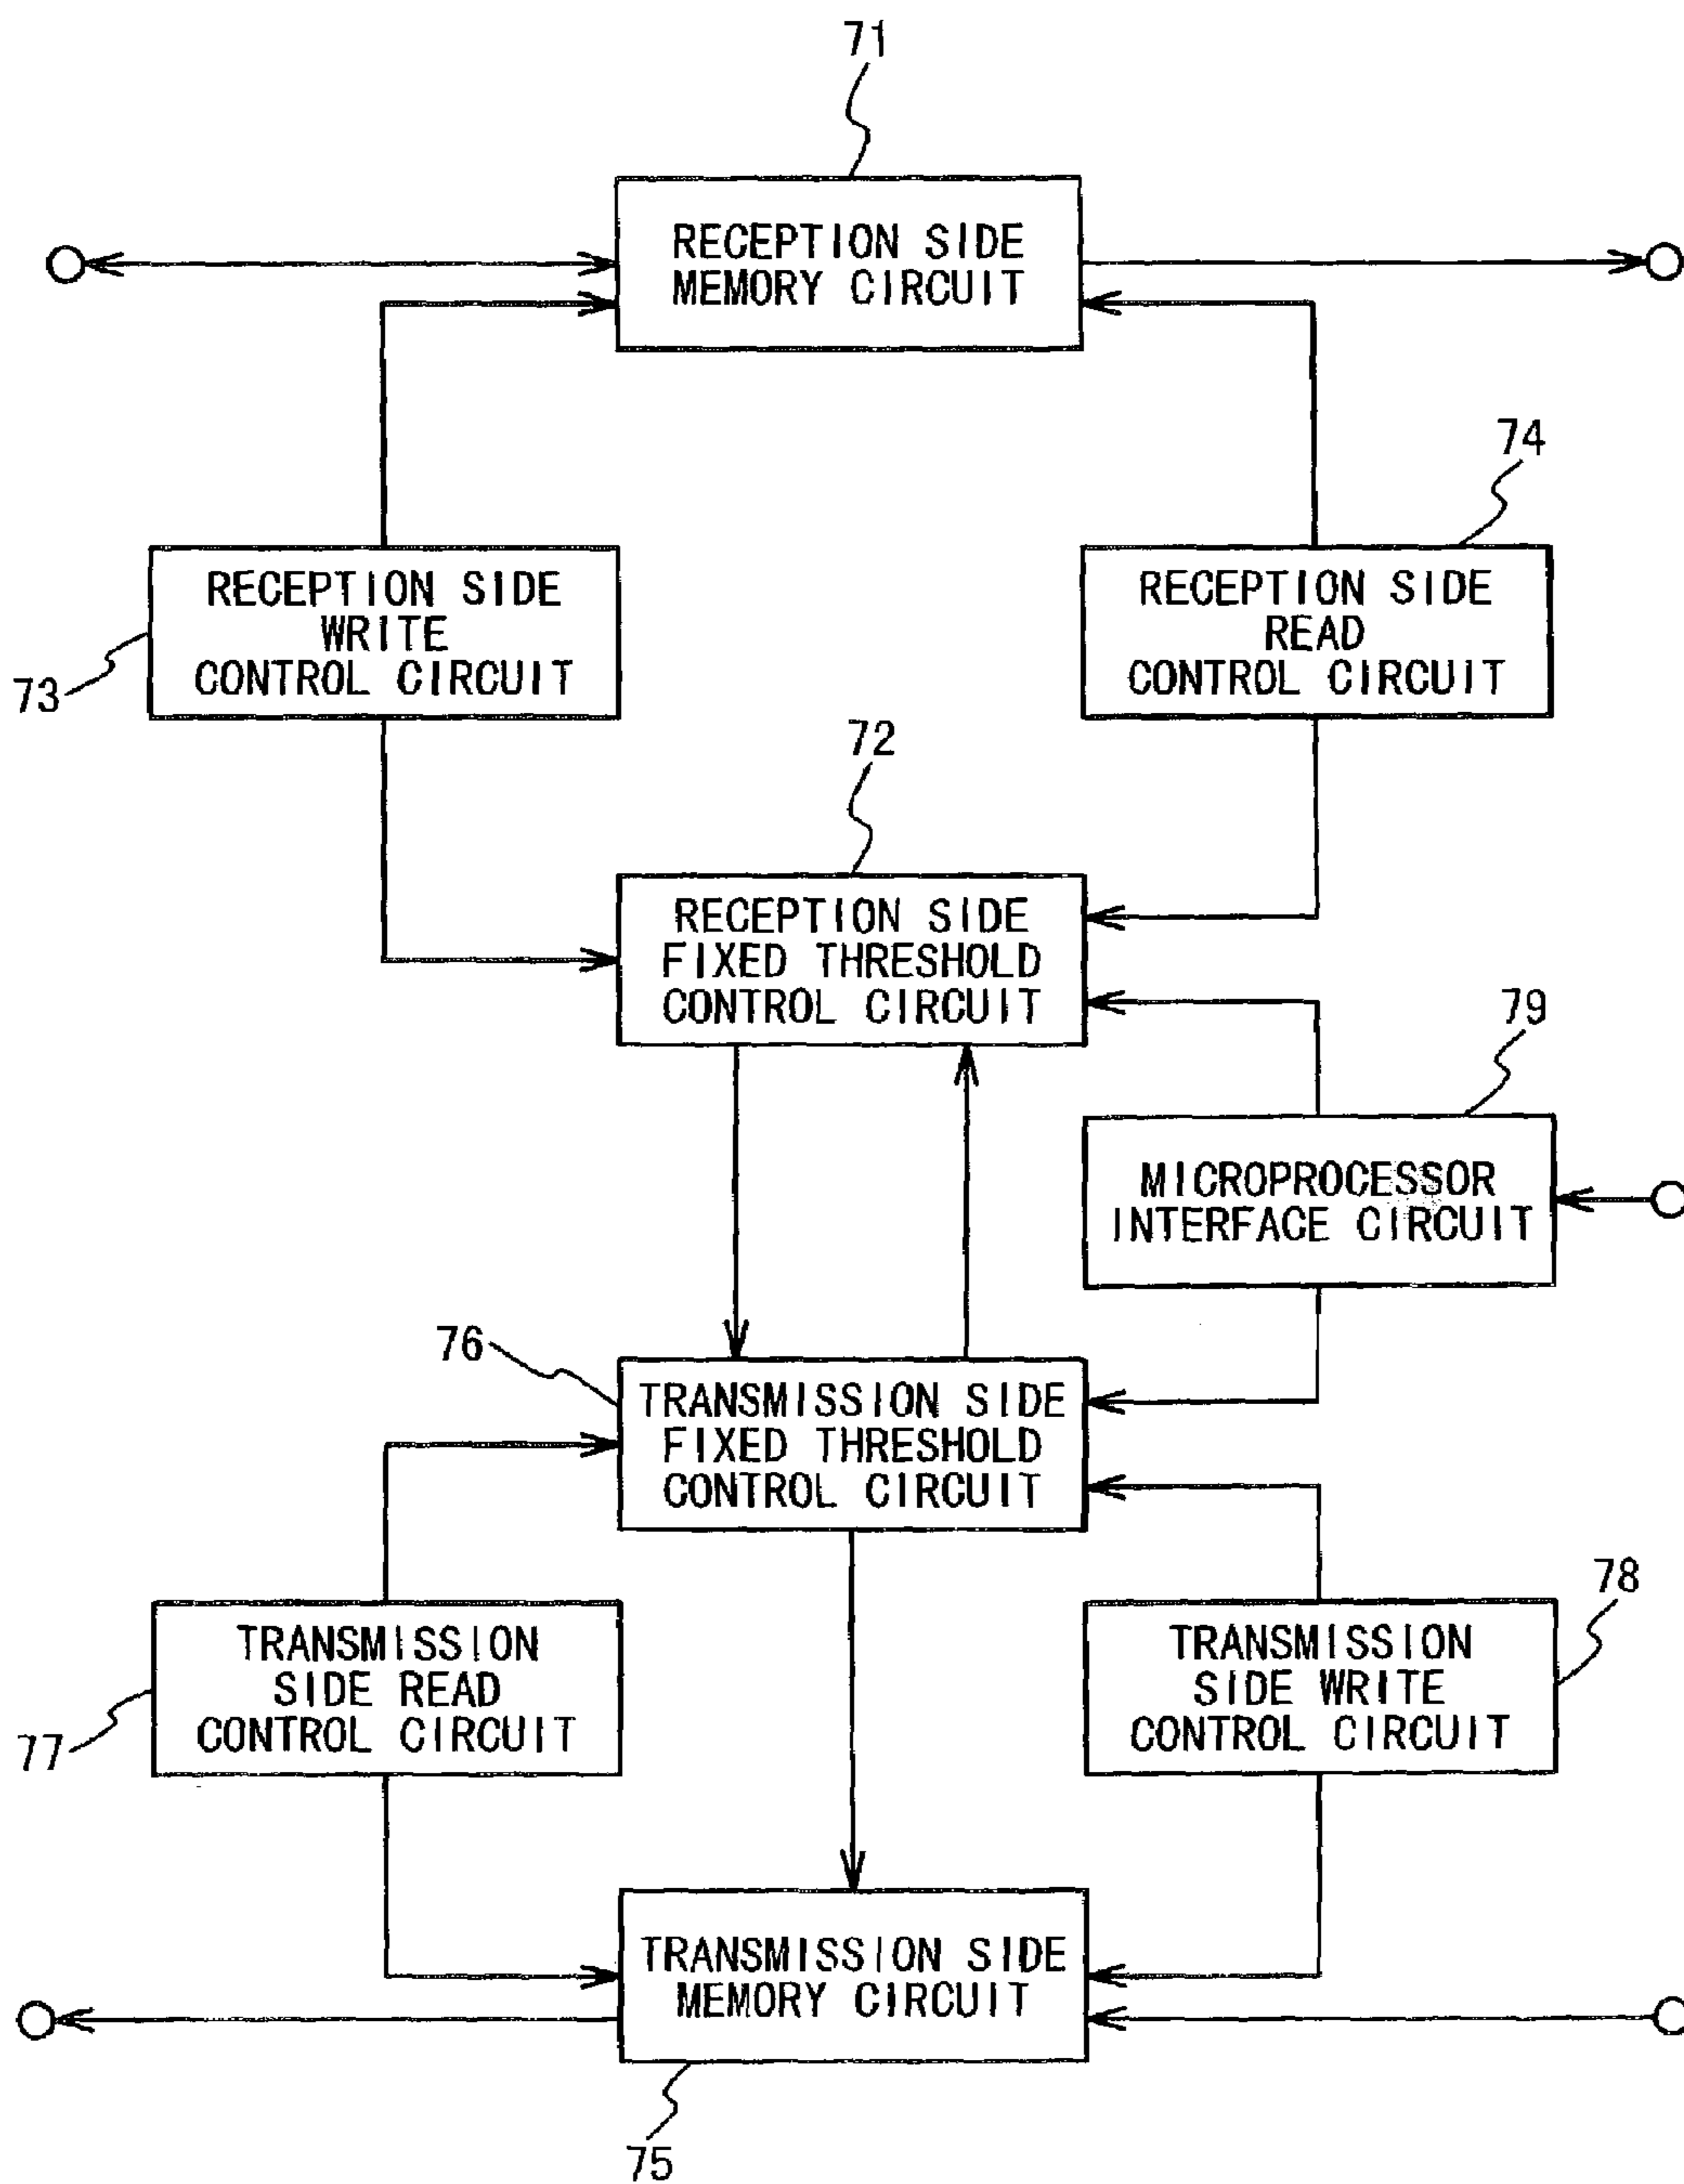 71
RECEPTION SIDE
MEMORY CIRCUIT
74
RECEPTION SIDE
WRITE
CONTROL CIRCUIT
73
RECEPTION SIDE
READ
CONTROL CIRCUIT
72
RECEPTION SIDE
FIXED THRESHOLD
CONTROL CIRCUIT
79
MICROPROCESSOR
INTERFACE CIRCUIT
76
TRANSMISSION SIDE
FIXED THRESHOLD
CONTROL CIRCUIT
78
TRANSMISSION
SIDE READ
CONTROL CIRCUIT
77
TRANSMISSION
SIDE WRITE
CONTROL CIRCUIT
TRANSMISSION SIDE
MEMORY CIRCUIT
75